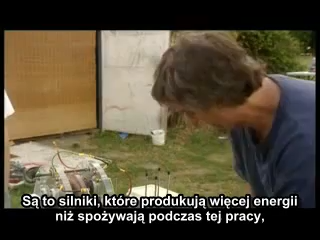 Są to silniki, które produkują więcej energii
niż spożywają podczas tej pracy,